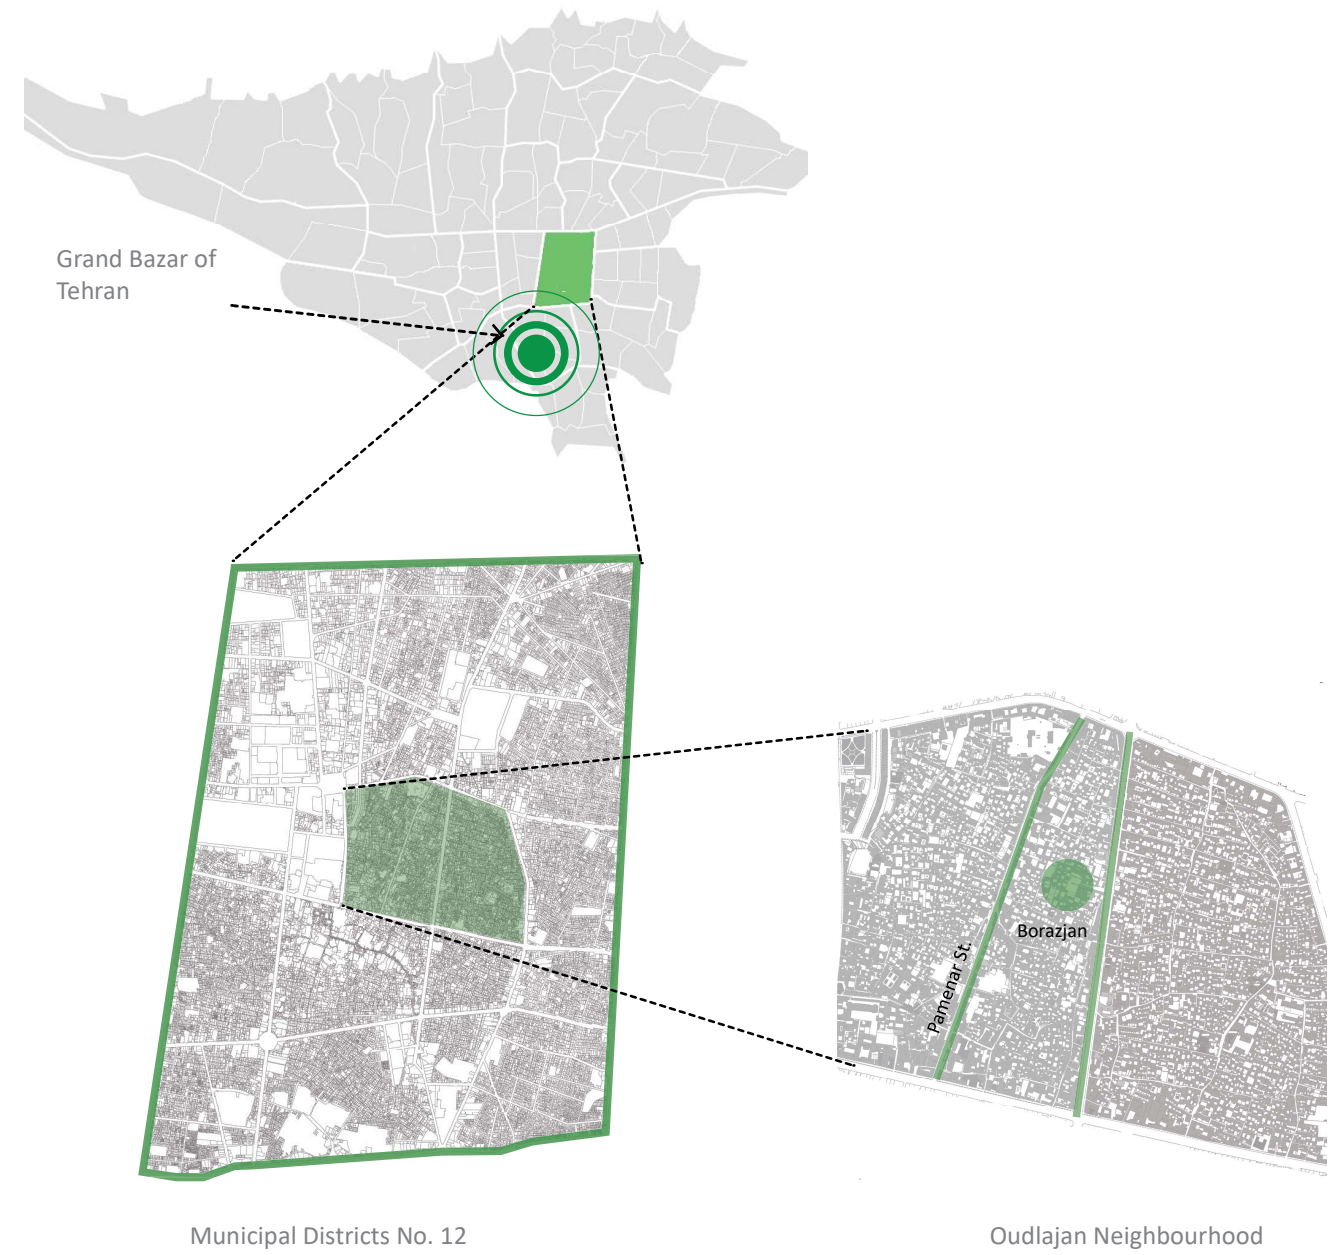 Grand Bazar of
Tehran
Borazjan
Pamenar St.
Municipal Districts No. 12
Oudlajan Neighbourhood